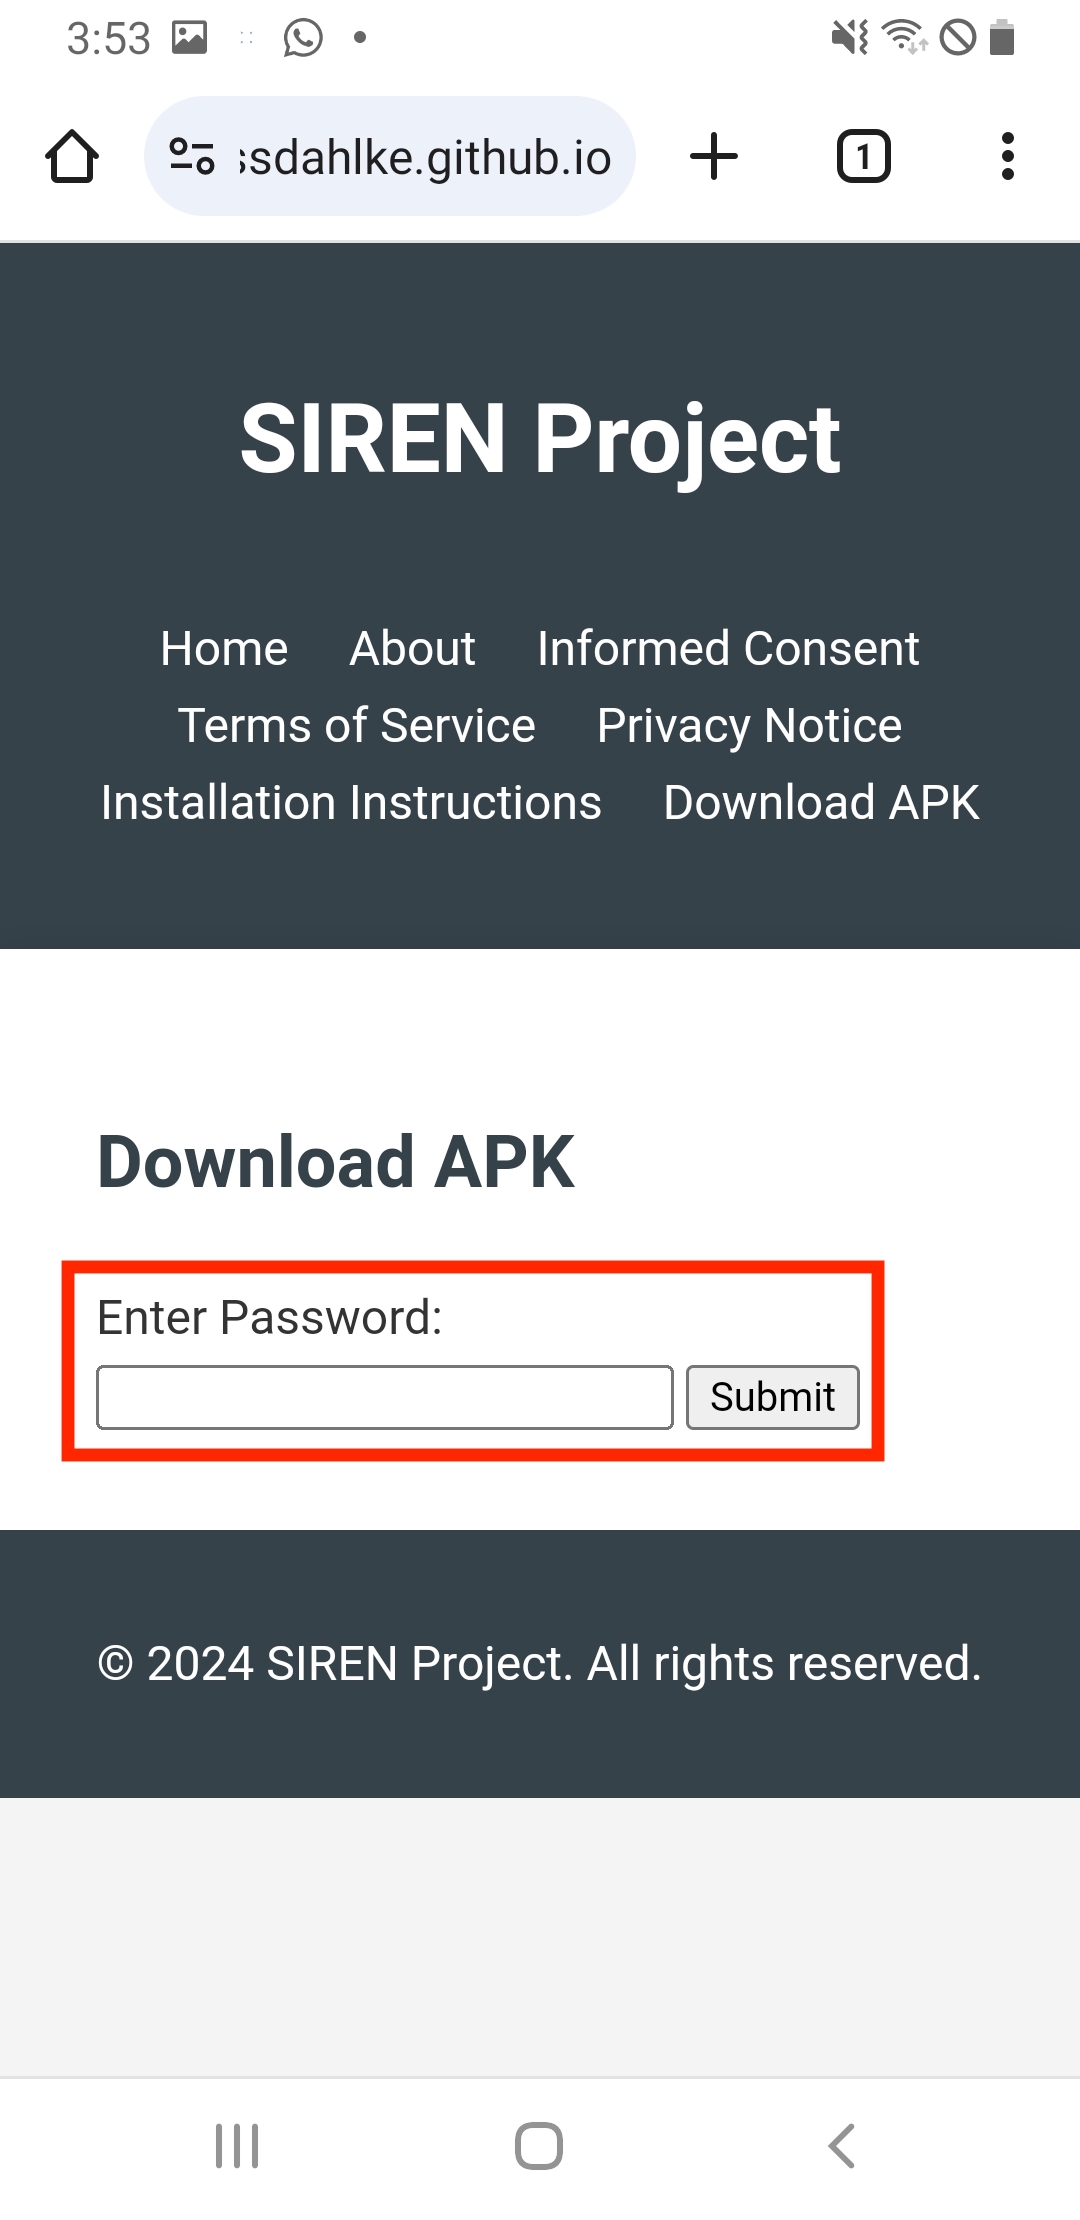 3:53
ssdahlke.github.io
1
SIREN Project
Home About Informed Consent
Terms of Service Privacy Notice
Installation Instructions Download APK
Download APK
Enter Password:
Submit
© 2024 SIREN Project. All rights reserved.